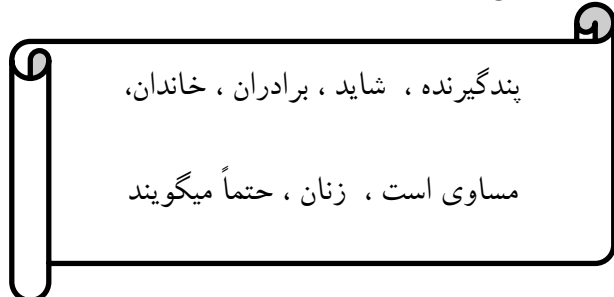 پندگیرنده ، شاید ، برادران ، خاندان،
مساوی است ، زنان ، حتماً میگویند